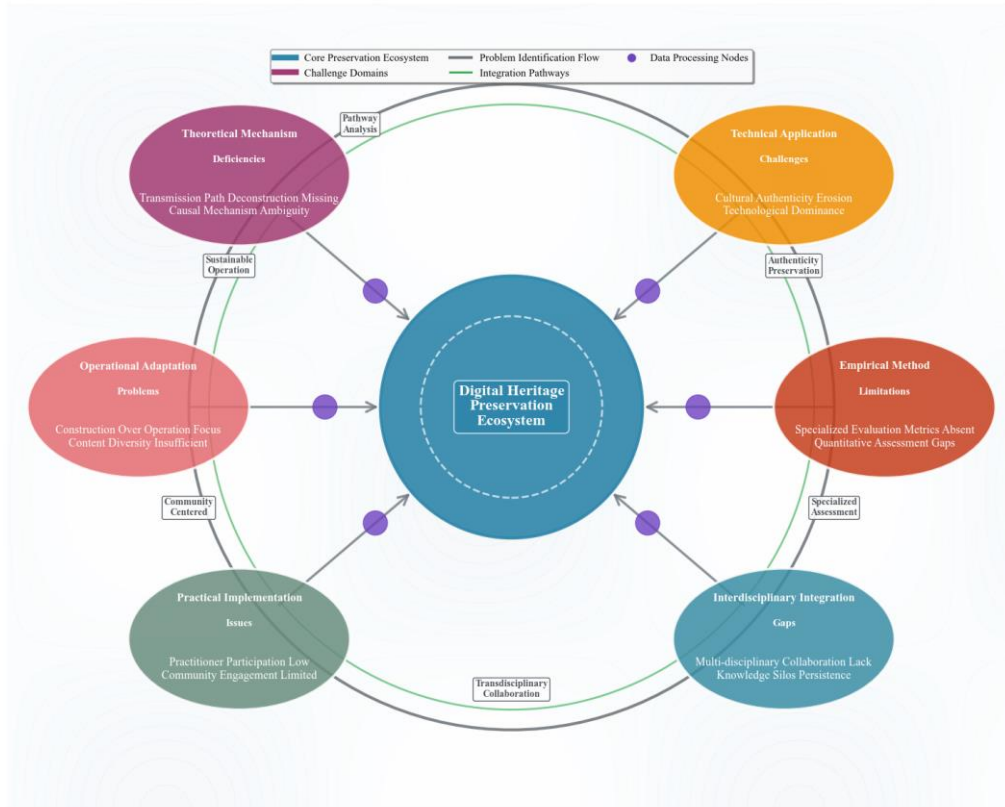 Core Preservation Ecosystem
Challenge Domains
Problem Identification Flow
Integration Pathways
Data Processing Nodes
Pathway
Analysis
Theoretical Mechanism
Deficiencies
Transmission Path Deconstruction Missing
Causal Mechanism Ambiguity
Technical Application
Challenges
Cultural Authenticity Erosion
Technological Dominance
Sustainable
Operation
Authenticity
Preservation
Operational Adaptation
Problems
Construction Over Operation Focus
Content Diversity Insufficient
Digital Heritage
Preservation
Ecosystem
Empirical Method
Limitations
Specialized Evaluation Metrics Absent
Quantitative Assessment Gaps
Community
Centered
Specialized
Assessment
Practical Implementation
Issues
Practitioner Participation Low
Community Engagement Limited
Interdisciplinary Integration
Gaps
Multi-disciplinary Collaboration Lack
Knowledge Silos Persistence
Transdisciplinary
Collaboration